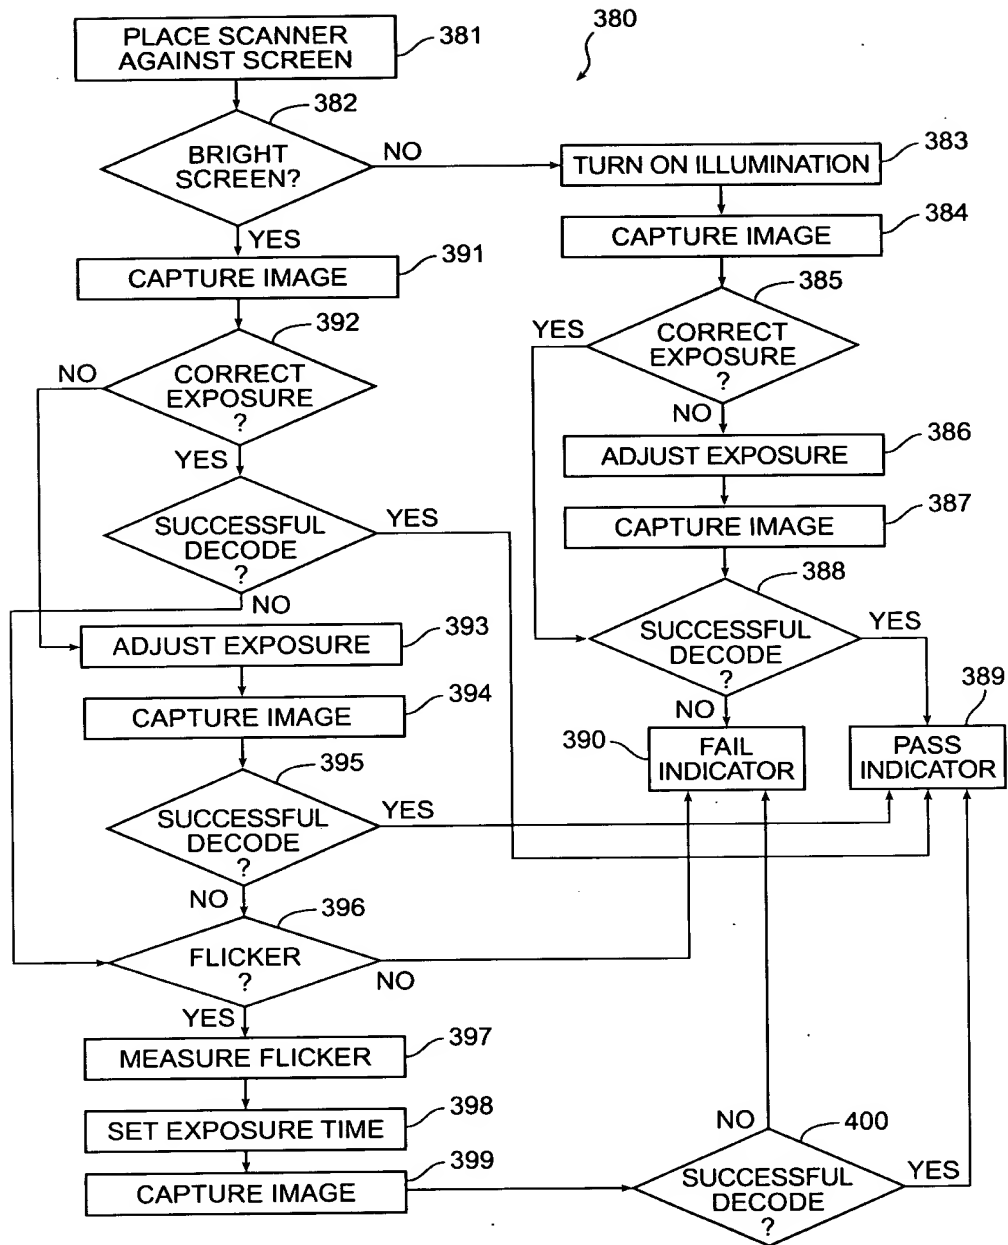 380
PLACE SCANNER
AGAINST SCREEN
381
382
BRIGHT
SCREEN?
NO
YES
TURN ON ILLUMINATION
383
CAPTURE IMAGE
384
385
CORRECT
EXPOSURE
?
YES
NO
ADJUST EXPOSURE
386
CAPTURE IMAGE
387
388
SUCCESSFUL
DECODE
?
YES
NO
389
PASS
INDICATOR
390
FAIL
INDICATOR
CAPTURE IMAGE
391
392
CORRECT
EXPOSURE
?
NO
YES
SUCCESSFUL
DECODE
?
YES
NO
ADJUST EXPOSURE
393
CAPTURE IMAGE
394
395
SUCCESSFUL
DECODE
?
YES
NO
396
FLICKER
?
NO
YES
MEASURE FLICKER
397
SET EXPOSURE TIME
398
CAPTURE IMAGE
399
400
SUCCESSFUL
DECODE
?
NO
YES